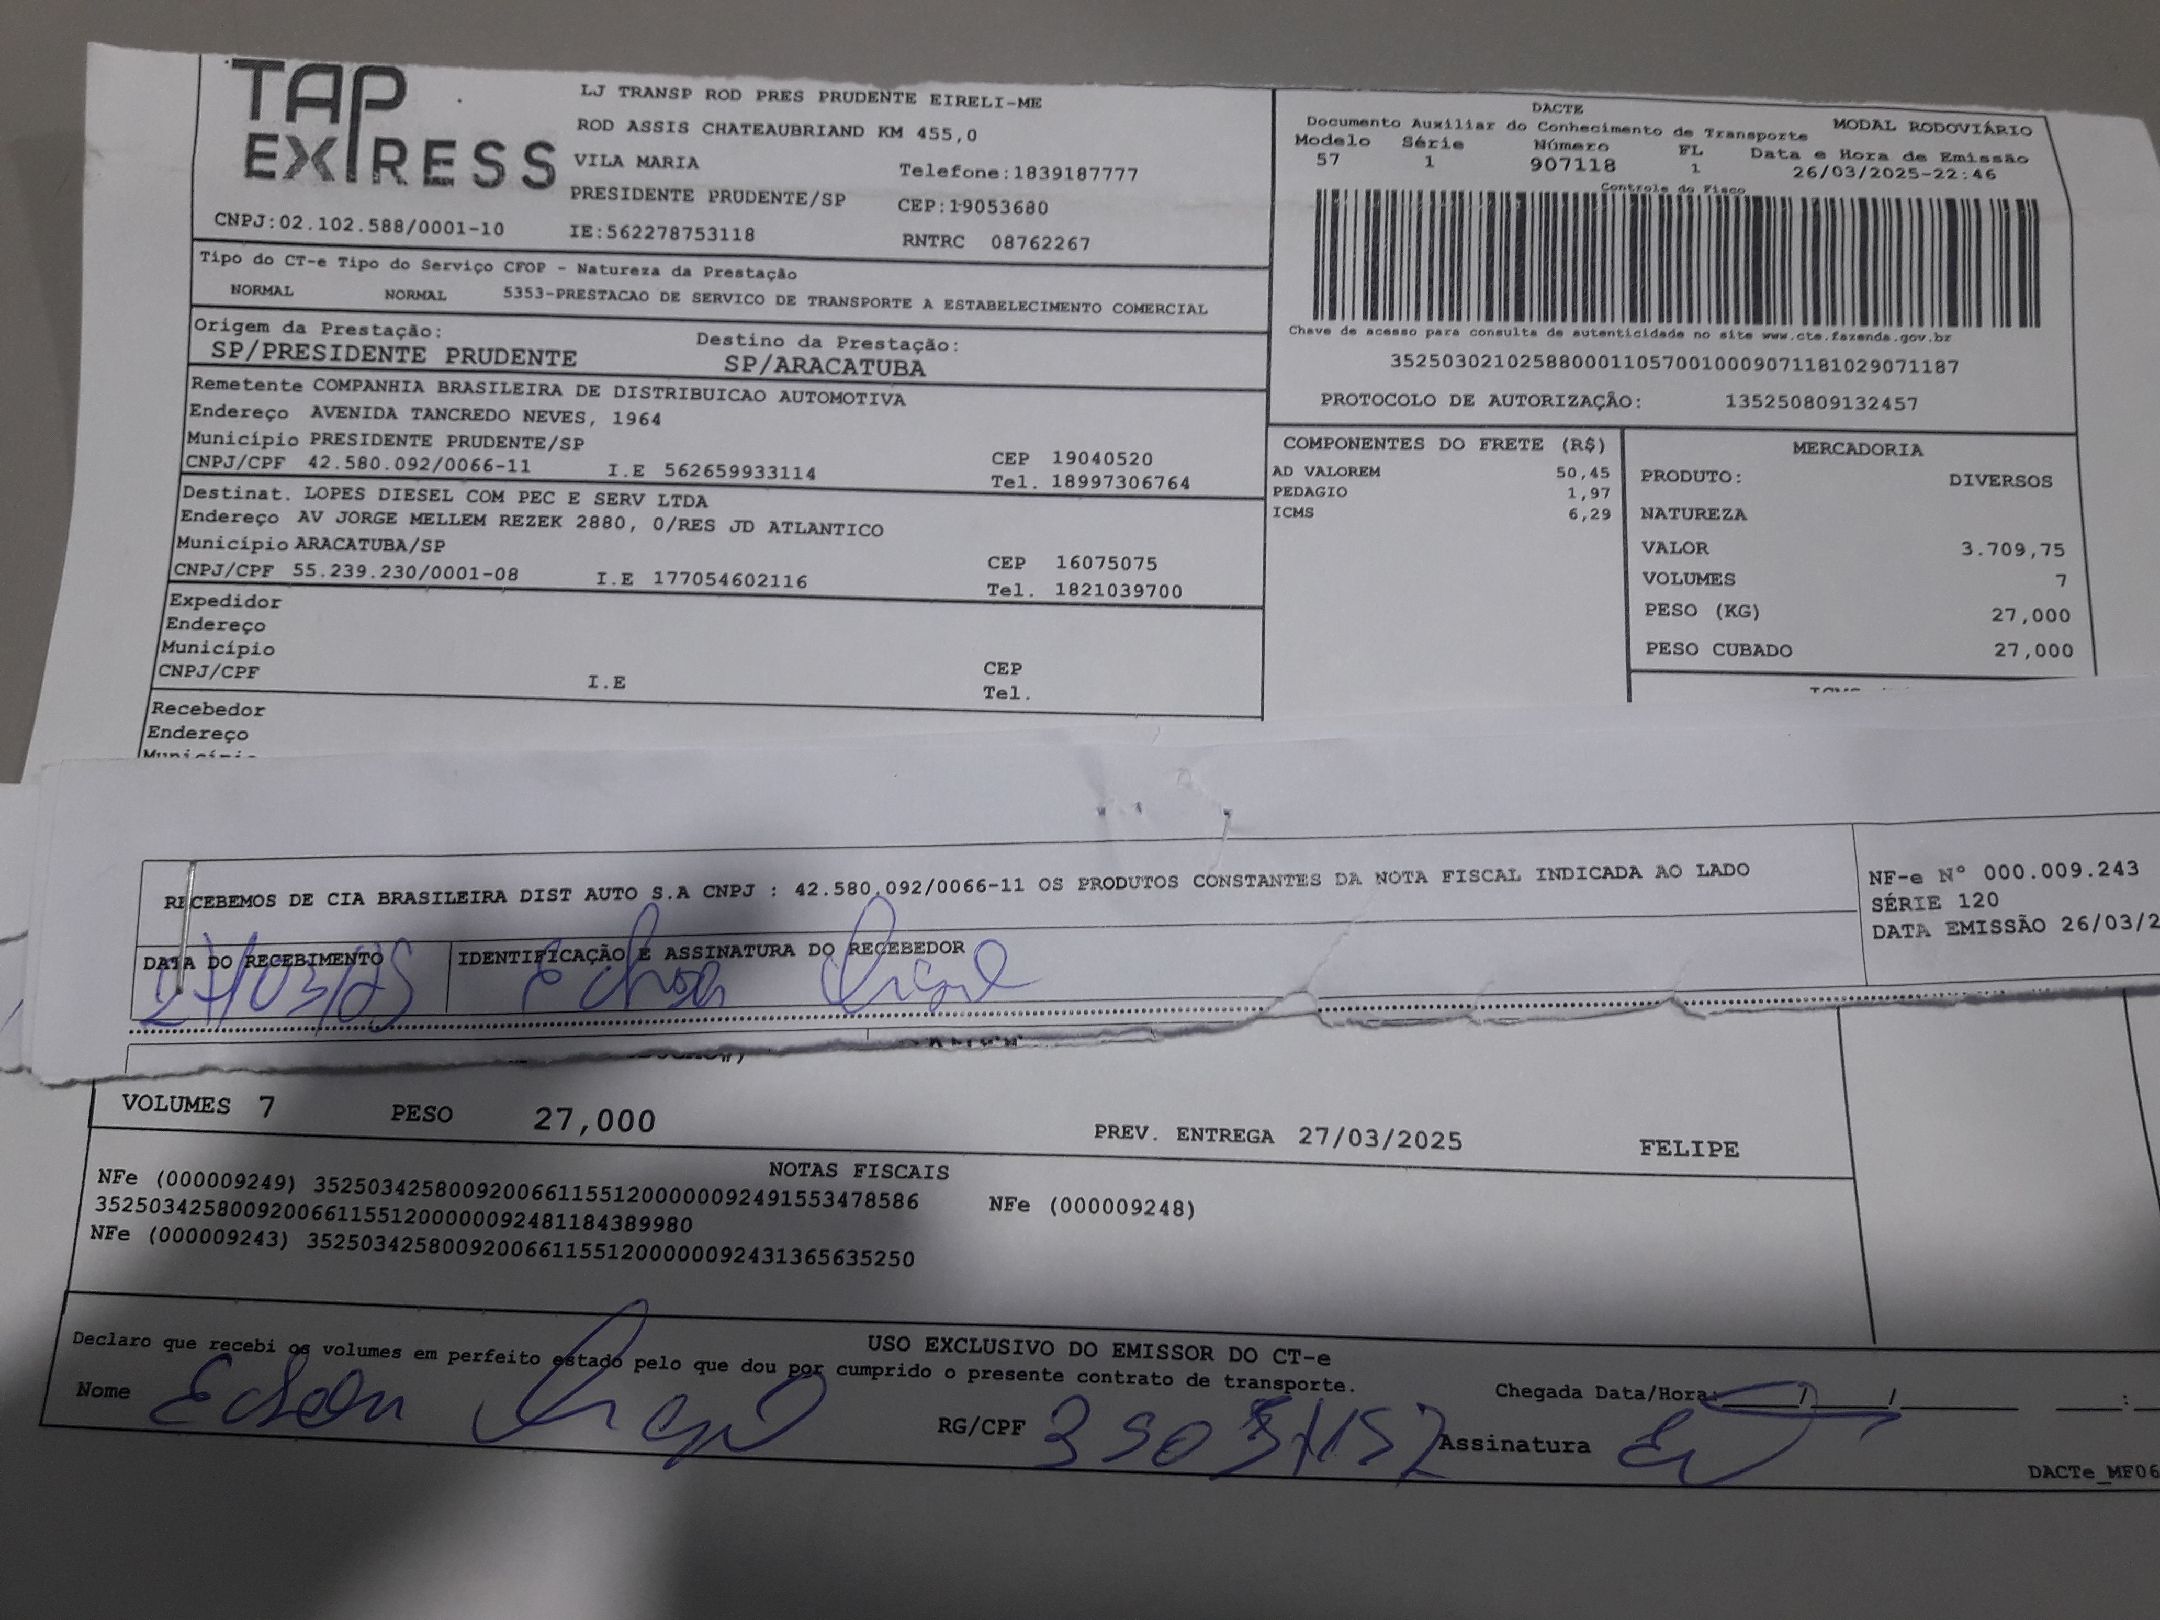 TAP EXPRESS
LJ TRANSP ROD PRES PRUDENTE EIRELI-ME
ROD ASSIS CHATEAUBRIAND KM 455,0
VILA MARIA Telefone:1839187777
PRESIDENTE PRUDENTE/SP CEP:19053680
CNPJ:02.102.588/0001-10 IE:562278753118 RNTRC 08762267
DACTE
Documento Auxiliar do Conhecimento de Transporte MODAL RODOVIÁRIO
Modelo Série Número FL Data e Hora de Emissão
57 1 907118 1 26/03/2025-22:46
Controle do Fisco
Chave de acesso para consulta de autenticidade no site www.cte.fazenda.gov.br
35250302102588000110570010009071181029071187
PROTOCOLO DE AUTORIZAÇÃO: 135250809132457
Tipo do CT-e Tipo do Serviço CFOP - Natureza da Prestação
NORMAL NORMAL 5353-PRESTACAO DE SERVICO DE TRANSPORTE A ESTABELECIMENTO COMERCIAL
Origem da Prestação: Destino da Prestação:
SP/PRESIDENTE PRUDENTE SP/ARACATUBA
Remetente COMPANHIA BRASILEIRA DE DISTRIBUICAO AUTOMOTIVA
Endereço AVENIDA TANCREDO NEVES, 1964
Município PRESIDENTE PRUDENTE/SP CEP 19040520
CNPJ/CPF 42.580.092/0066-11 I.E 562659933114 Tel. 18997306764
Destinat. LOPES DIESEL COM PEC E SERV LTDA
Endereço AV JORGE MELLEM REZEK 2880, 0/RES JD ATLANTICO
Município ARACATUBA/SP CEP 16075075
CNPJ/CPF 55.239.230/0001-08 I.E 177054602116 Tel. 1821039700
Expedidor
Endereço
Município
CNPJ/CPF I.E CEP
Tel.
Recebedor
Endereço
Município
COMPONENTES DO FRETE (R$)
AD VALOREM 50,45
PEDAGIO 1,97
ICMS 6,29
MERCADORIA
PRODUTO: DIVERSOS
NATUREZA
VALOR 3.709,75
VOLUMES 7
PESO (KG) 27,000
PESO CUBADO 27,000
RECEBEMOS DE CIA BRASILEIRA DIST AUTO S.A CNPJ : 42.580.092/0066-11 OS PRODUTOS CONSTANTES DA NOTA FISCAL INDICADA AO LADO
NF-e Nº 000.009.243
SÉRIE 120
DATA EMISSÃO 26/03/2
DATA DO RECEBIMENTO IDENTIFICAÇÃO E ASSINATURA DO RECEBEDOR
27/03/25 Edson
VOLUMES 7 PESO 27,000 PREV. ENTREGA 27/03/2025 FELIPE
NOTAS FISCAIS
NFe (000009249) 35250342580092006611551200000092491553478586 NFe (000009248)
35250342580092006611551200000092481184389980
NFe (000009243) 35250342580092006611551200000092431365635250
USO EXCLUSIVO DO EMISSOR DO CT-e
Declaro que recebi os volumes em perfeito estado pelo que dou por cumprido o presente contrato de transporte.
Nome Edson RG/CPF Assinatura
Chegada Data/Hora: / / :
DACTe_MF06